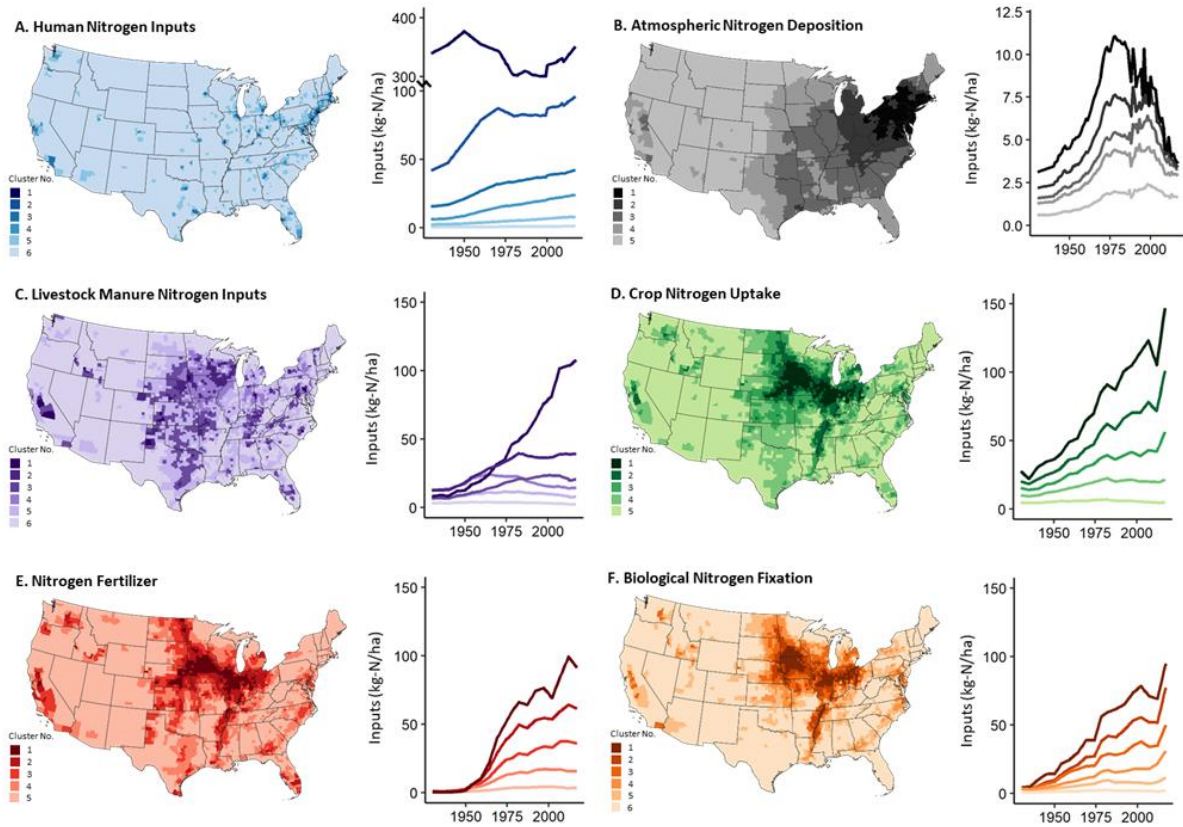 A. Human Nitrogen Inputs
Cluster No.
1
2
3
4
5
6
Inputs (kg-N/ha)
400
300
100
50
0
1950 1975 2000
B. Atmospheric Nitrogen Deposition
Cluster No.
1
2
3
4
5
Inputs (kg-N/ha)
12.5
10.0
7.5
5.0
2.5
0.0
1950 1975 2000
C. Livestock Manure Nitrogen Inputs
Cluster No.
1
2
3
4
5
6
Inputs (kg-N/ha)
150
100
50
0
1950 1975 2000
D. Crop Nitrogen Uptake
Cluster No.
1
2
3
4
5
Inputs (kg-N/ha)
150
100
50
0
1950 1975 2000
E. Nitrogen Fertilizer
Cluster No.
1
2
3
4
5
Inputs (kg-N/ha)
150
100
50
0
1950 1975 2000
F. Biological Nitrogen Fixation
Cluster No.
1
2
3
4
5
6
Inputs (kg-N/ha)
150
100
50
0
1950 1975 2000